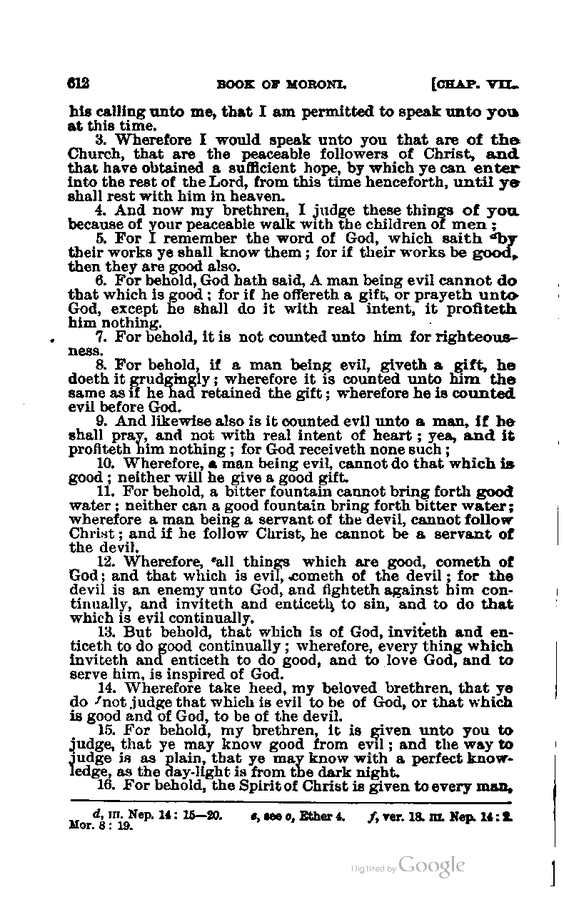 612 BOOK OF MORONI. [CHAP. VII.
his calling unto me, that I am permitted to speak unto you
at this time.
3. Wherefore I would speak unto you that are of the
Church, that are the peaceable followers of Christ, and
that have obtained a sufficient hope, by which ye can enter
into the rest of the Lord, from this time henceforth, until ye
shall rest with him in heaven.
4. And now my brethren, I judge these things of you
because of your peaceable walk with the children of men;
5. For I remember the word of God, which saith ᵈby
their works ye shall know them; for if their works be good,
then they are good also.
6. For behold, God hath said, A man being evil cannot do
that which is good; for if he offereth a gift, or prayeth unto
God, except he shall do it with real intent, it profiteth
him nothing.
7. For behold, it is not counted unto him for righteous-
ness.
8. For behold, if a man being evil, giveth a gift, he
doeth it grudgingly; wherefore it is counted unto him the
same as if he had retained the gift; wherefore he is counted
evil before God.
9. And likewise also is it counted evil unto a man, if he
shall pray, and not with real intent of heart; yea, and it
profiteth him nothing; for God receiveth none such;
10. Wherefore, a man being evil, cannot do that which is
good; neither will he give a good gift.
11. For behold, a bitter fountain cannot bring forth good
water; neither can a good fountain bring forth bitter water;
wherefore a man being a servant of the devil, cannot follow
Christ; and if he follow Christ, he cannot be a servant of
the devil.
12. Wherefore, ᵉall things which are good, cometh of
God; and that which is evil, cometh of the devil; for the
devil is an enemy unto God, and fighteth against him con-
tinually, and inviteth and enticeth to sin, and to do that
which is evil continually.
13. But behold, that which is of God, inviteth and en-
ticeth to do good continually; wherefore, every thing which
inviteth and enticeth to do good, and to love God, and to
serve him, is inspired of God.
14. Wherefore take heed, my beloved brethren, that ye
do ᶠnot judge that which is evil to be of God, or that which
is good and of God, to be of the devil.
15. For behold, my brethren, it is given unto you to
judge, that ye may know good from evil; and the way to
judge is as plain, that ye may know with a perfect know-
ledge, as the day-light is from the dark night.
16. For behold, the Spirit of Christ is given to every man,
d, III. Nep. 14: 15—20. e, see o, Ether 4. f, ver. 18. III. Nep. 14: 2.
Mor. 8: 19.
Digitized by Google